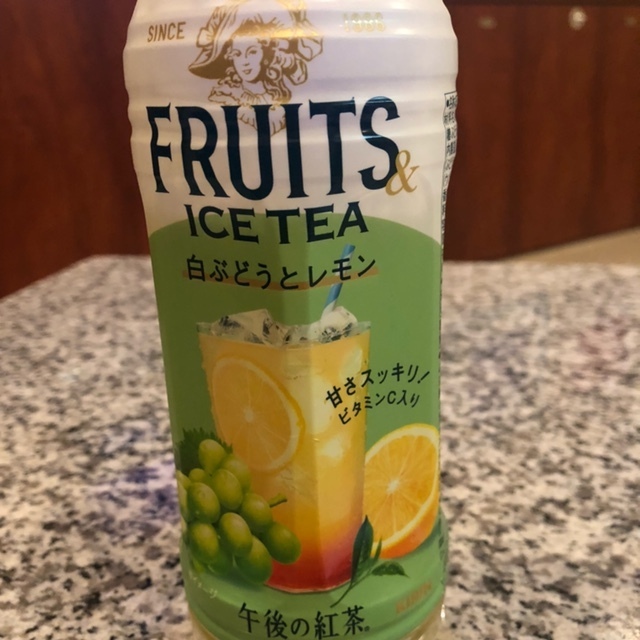 SINCE 1886
FRUITS
& ICE TEA
白ぶどうとレモン
甘さスッキリ!
ビタミンC入り
午後の紅茶®